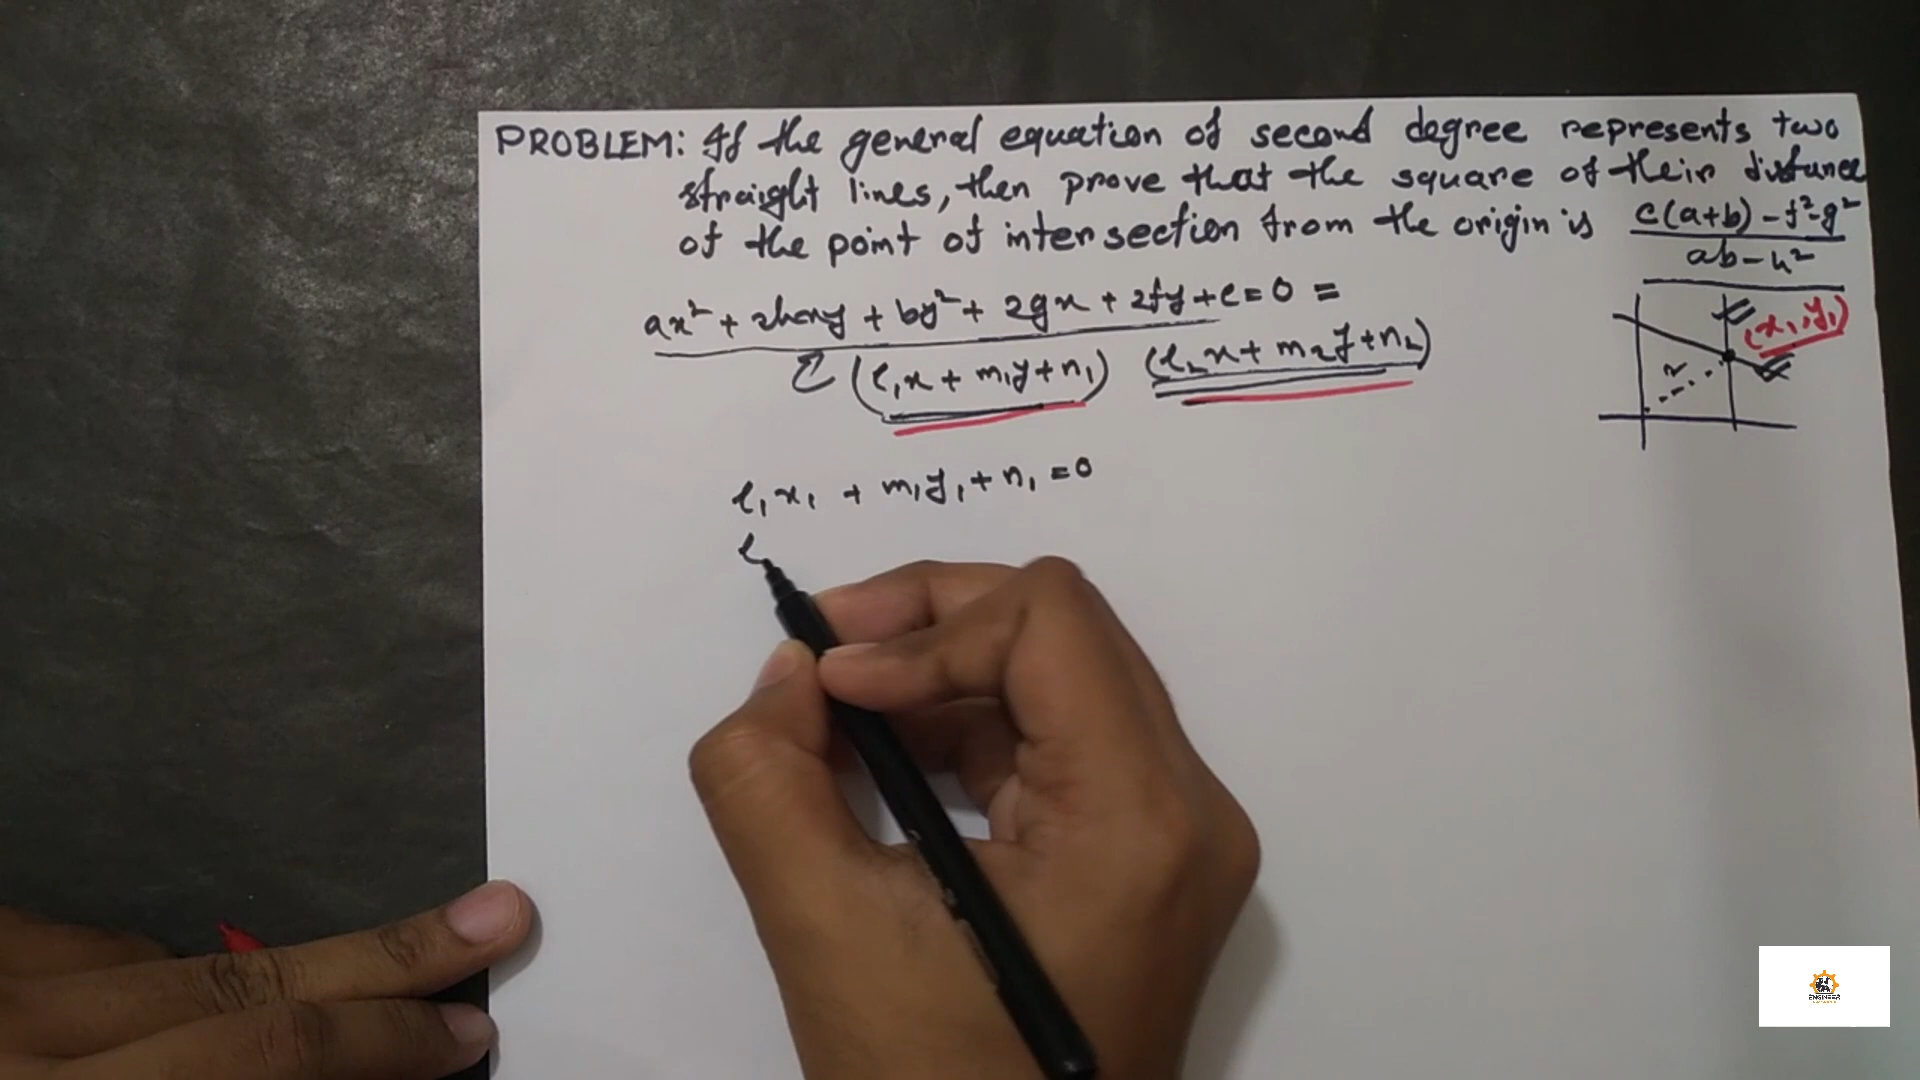 PROBLEM: If the general equation of second degree represents two
straight lines, then prove that the square of their distance
of the point of intersection from the origin is c(a+b)-f²-g² / ab-h²
ax² + 2hxy + by² + 2gx + 2fy + c = 0 =
(l₁x + m₁y + n₁) (l₂x + m₂y + n₂)
(x₁, y₁)
r
l₁x₁ + m₁y₁ + n₁ = 0
l
ENGINEER